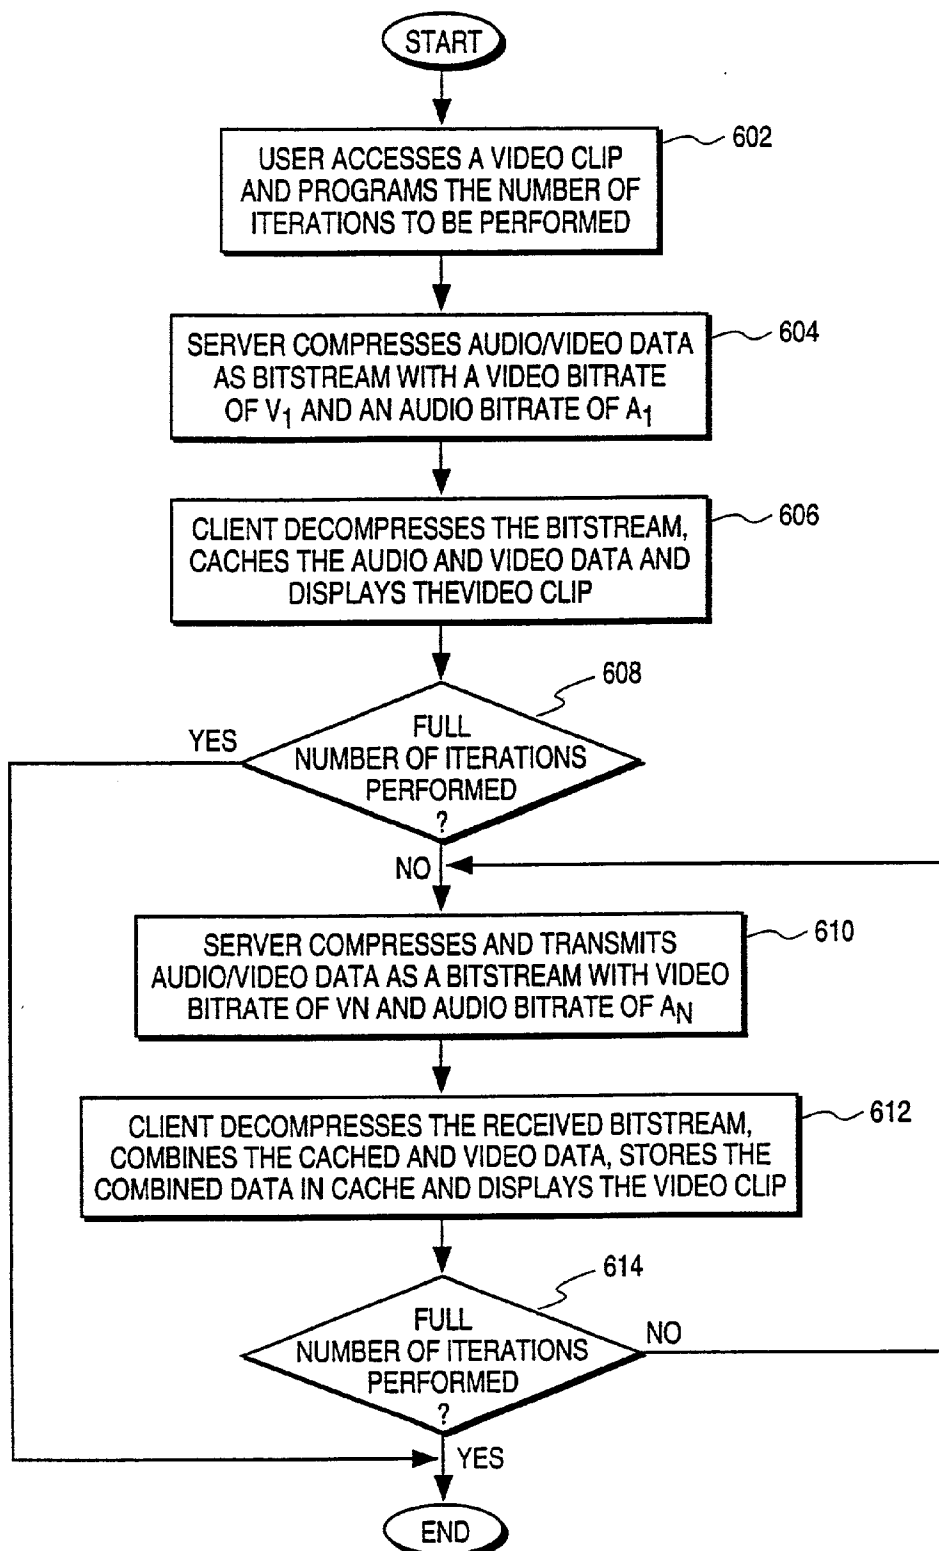 START
602
USER ACCESSES A VIDEO CLIP
AND PROGRAMS THE NUMBER OF
ITERATIONS TO BE PERFORMED
604
SERVER COMPRESSES AUDIO/VIDEO DATA
AS BITSTREAM WITH A VIDEO BITRATE
OF V1 AND AN AUDIO BITRATE OF A1
606
CLIENT DECOMPRESSES THE BITSTREAM,
CACHES THE AUDIO AND VIDEO DATA AND
DISPLAYS THEVIDEO CLIP
608
YES
FULL
NUMBER OF ITERATIONS
PERFORMED
?
NO
610
SERVER COMPRESSES AND TRANSMITS
AUDIO/VIDEO DATA AS A BITSTREAM WITH VIDEO
BITRATE OF VN AND AUDIO BITRATE OF AN
612
CLIENT DECOMPRESSES THE RECEIVED BITSTREAM,
COMBINES THE CACHED AND VIDEO DATA, STORES THE
COMBINED DATA IN CACHE AND DISPLAYS THE VIDEO CLIP
614
FULL
NUMBER OF ITERATIONS
PERFORMED
?
NO
YES
END